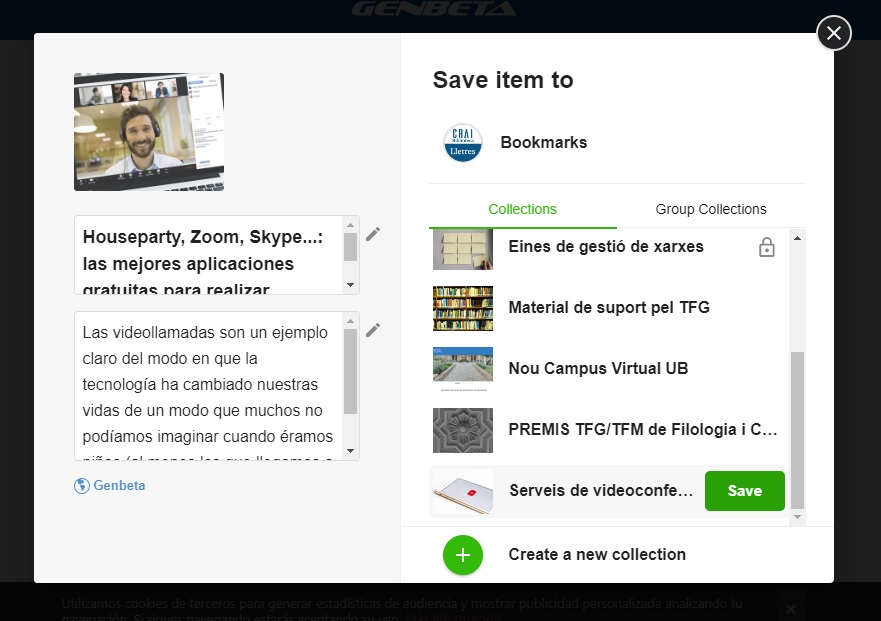 GENBETA
Save item to
CRAI
Biblioteca
Lletres
Bookmarks
Collections
Group Collections
Eines de gestió de xarxes
Material de suport pel TFG
Nou Campus Virtual UB
PREMIS TFG/TFM de Filologia i C...
Serveis de videoconfe...
Save
Create a new collection
Houseparty, Zoom, Skype...:
las mejores aplicaciones
gratuitas para realizar
Las videollamadas son un ejemplo
claro del modo en que la
tecnología ha cambiado nuestras
vidas de un modo que muchos no
podíamos imaginar cuando éramos
niños (al menos los que llegamos a
Genbeta
Utilizamos cookies de terceros para generar estadísticas de audiencia y mostrar publicidad personalizada analizando tu
navegación. Si sigues navegando estarás aceptando su uso. Más información